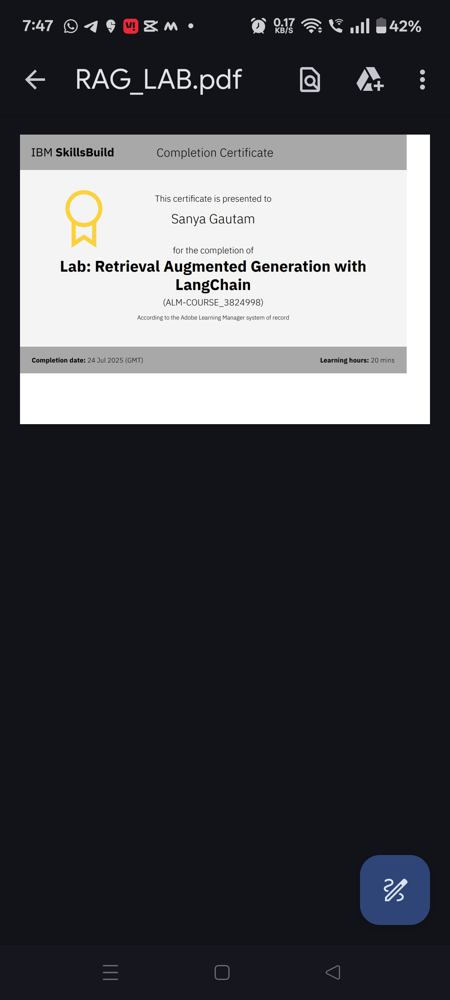 7:47
0.17
KB/S
42%
RAG_LAB.pdf
IBM SkillsBuild
Completion Certificate
This certificate is presented to
Sanya Gautam
for the completion of
Lab: Retrieval Augmented Generation with
LangChain
(ALM-COURSE_3824998)
According to the Adobe Learning Manager system of record
Completion date: 24 Jul 2025 (GMT)
Learning hours: 20 mins